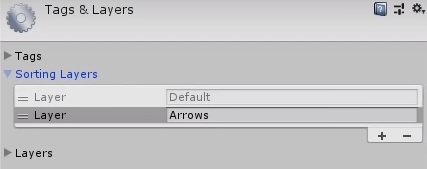 Tags & Layers
Tags
Sorting Layers
Layer Default
Layer Arrows
+ −
Layers